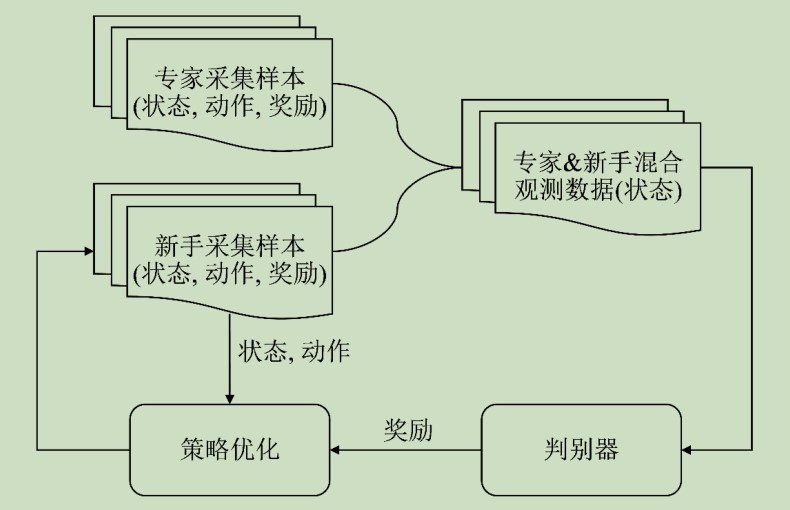 专家采集样本
(状态, 动作, 奖励)
专家&新手混合
观测数据(状态)
新手采集样本
(状态, 动作, 奖励)
状态, 动作
奖励
策略优化
判别器